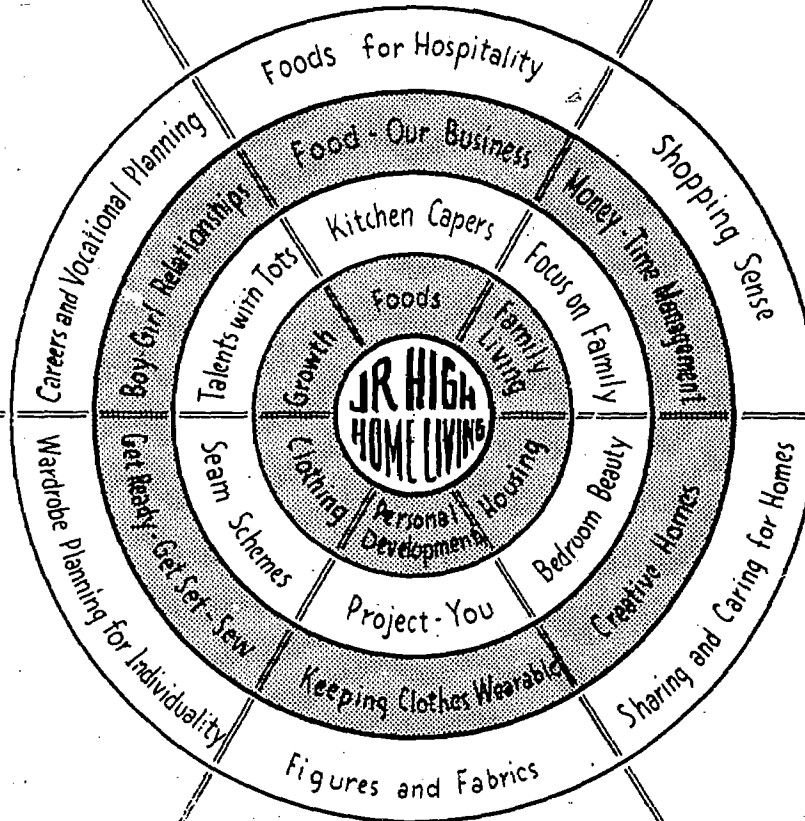 Foods for Hospitality
Shopping Sense
Sharing and Caring for Homes
Figures and Fabrics
Wardrobe Planning for Individuality
Careers and Vocational Planning
Food - Our Business
Money - Time Management
Creative Homes
Keeping Clothes Wearable
Get Ready - Get Set - Sew
Boy Girl Relationships
Kitchen Capers
Focus on Family
Bedroom Beauty
Project - You
Seam Schemes
Talents with Tots
Foods
Family
Living
Housing
Personal
Development
Clothing
Growth
JR HIGH
HOME LIVING